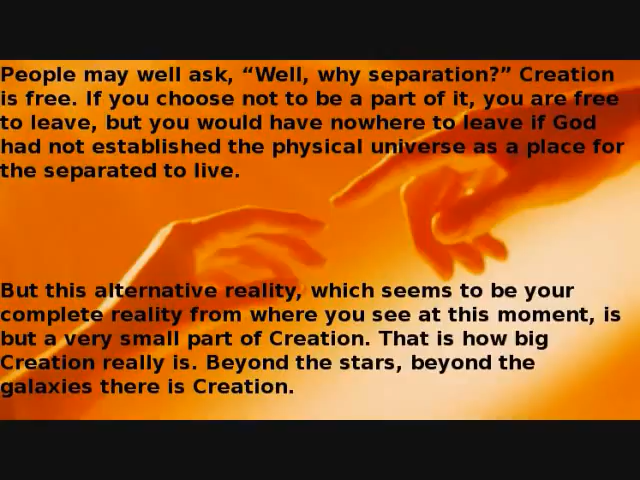 People may well ask, “Well, why separation?” Creation
is free. If you choose not to be a part of it, you are free
to leave, but you would have nowhere to leave if God
had not established the physical universe as a place for
the separated to live.
But this alternative reality, which seems to be your
complete reality from where you see at this moment, is
but a very small part of Creation. That is how big
Creation really is. Beyond the stars, beyond the
galaxies there is Creation.